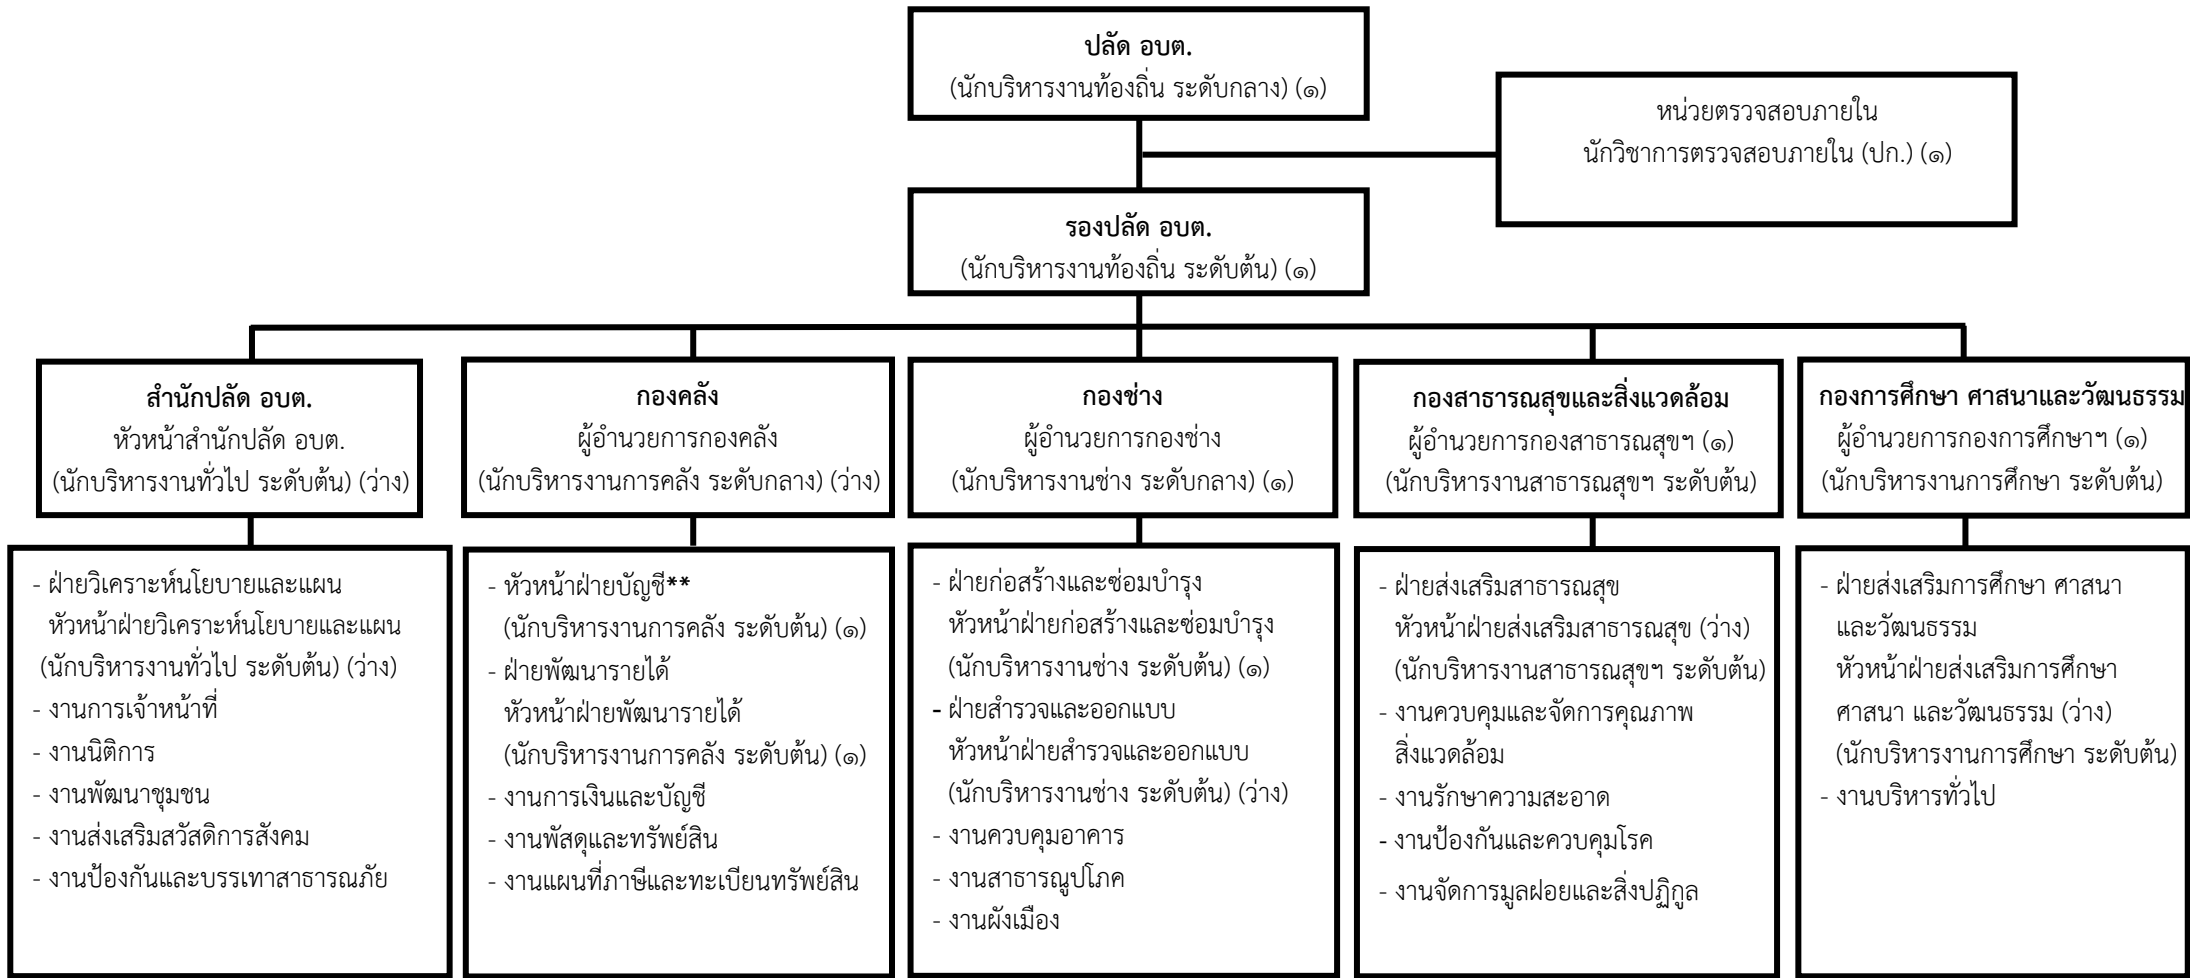 ปลัด อบต.
(นักบริหารงานท้องถิ่น ระดับกลาง) (๑)
หน่วยตรวจสอบภายใน
นักวิชาการตรวจสอบภายใน (ปก.) (๑)
รองปลัด อบต.
(นักบริหารงานท้องถิ่น ระดับต้น) (๑)
สำนักปลัด อบต.
หัวหน้าสำนักปลัด อบต.
(นักบริหารงานทั่วไป ระดับต้น) (ว่าง)
กองคลัง
ผู้อำนวยการกองคลัง
(นักบริหารงานการคลัง ระดับกลาง) (ว่าง)
กองช่าง
ผู้อำนวยการกองช่าง
(นักบริหารงานช่าง ระดับกลาง) (๑)
กองสาธารณสุขและสิ่งแวดล้อม
ผู้อำนวยการกองสาธารณสุขฯ (๑)
(นักบริหารงานสาธารณสุขฯ ระดับต้น)
กองการศึกษา ศาสนาและวัฒนธรรม
ผู้อำนวยการกองการศึกษาฯ (๑)
(นักบริหารงานการศึกษา ระดับต้น)
- ฝ่ายวิเคราะห์นโยบายและแผน
หัวหน้าฝ่ายวิเคราะห์นโยบายและแผน
(นักบริหารงานทั่วไป ระดับต้น) (ว่าง)
- งานการเจ้าหน้าที่
- งานนิติการ
- งานพัฒนาชุมชน
- งานส่งเสริมสวัสดิการสังคม
- งานป้องกันและบรรเทาสาธารณภัย
- หัวหน้าฝ่ายบัญชี**
(นักบริหารงานการคลัง ระดับต้น) (๑)
- ฝ่ายพัฒนารายได้
หัวหน้าฝ่ายพัฒนารายได้
(นักบริหารงานการคลัง ระดับต้น) (๑)
- งานการเงินและบัญชี
- งานพัสดุและทรัพย์สิน
- งานแผนที่ภาษีและทะเบียนทรัพย์สิน
- ฝ่ายก่อสร้างและซ่อมบำรุง
หัวหน้าฝ่ายก่อสร้างและซ่อมบำรุง
(นักบริหารงานช่าง ระดับต้น) (๑)
- ฝ่ายสำรวจและออกแบบ
หัวหน้าฝ่ายสำรวจและออกแบบ
(นักบริหารงานช่าง ระดับต้น) (ว่าง)
- งานควบคุมอาคาร
- งานสาธารณูปโภค
- งานผังเมือง
- ฝ่ายส่งเสริมสาธารณสุข
หัวหน้าฝ่ายส่งเสริมสาธารณสุข (ว่าง)
(นักบริหารงานสาธารณสุขฯ ระดับต้น)
- งานควบคุมและจัดการคุณภาพ
สิ่งแวดล้อม
- งานรักษาความสะอาด
- งานป้องกันและควบคุมโรค
- งานจัดการมูลฝอยและสิ่งปฏิกูล
- ฝ่ายส่งเสริมการศึกษา ศาสนา
และวัฒนธรรม
หัวหน้าฝ่ายส่งเสริมการศึกษา
ศาสนา และวัฒนธรรม (ว่าง)
(นักบริหารงานการศึกษา ระดับต้น)
- งานบริหารทั่วไป